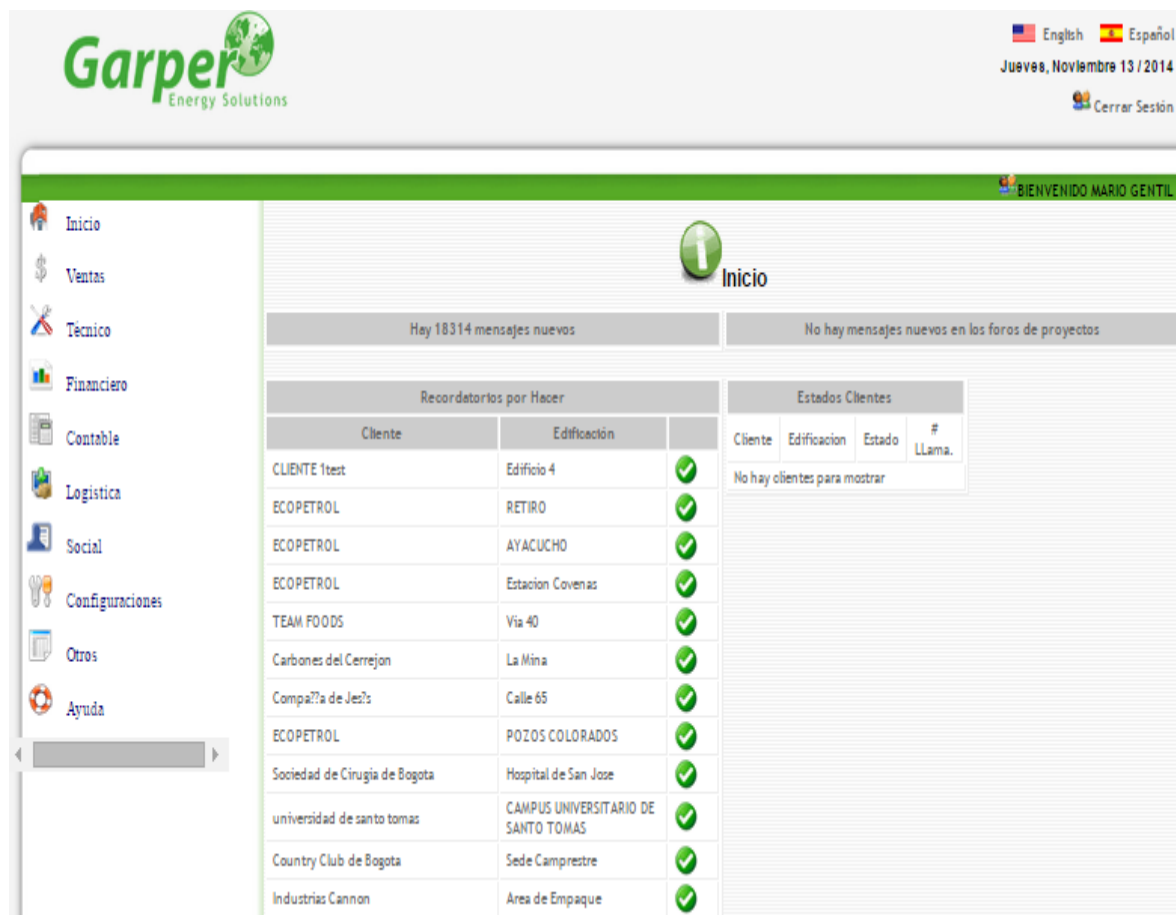 Garper
Energy Solutions
English Español
Jueves, Noviembre 13 / 2014
Cerrar Sesión
BIENVENIDO MARIO GENTIL
Inicio
Ventas
Técnico
Financiero
Contable
Logistica
Social
Configuraciones
Otros
Ayuda
Inicio
Hay 18314 mensajes nuevos
No hay mensajes nuevos en los foros de proyectos
Recordatorios por Hacer
Cliente Edificación
CLIENTE 1test Edificio 4
ECOPETROL RETIRO
ECOPETROL AYACUCHO
ECOPETROL Estacion Covenas
TEAM FOODS Via 40
Carbones del Cerrejon La Mina
Compa??a de Jes?s Calle 65
ECOPETROL POZOS COLORADOS
Sociedad de Cirugia de Bogota Hospital de San Jose
universidad de santo tomas CAMPUS UNIVERSITARIO DE
SANTO TOMAS
Country Club de Bogota Sede Camprestre
Industrias Cannon Area de Empaque
Estados Clientes
Cliente Edificacion Estado #
LLama.
No hay clientes para mostrar